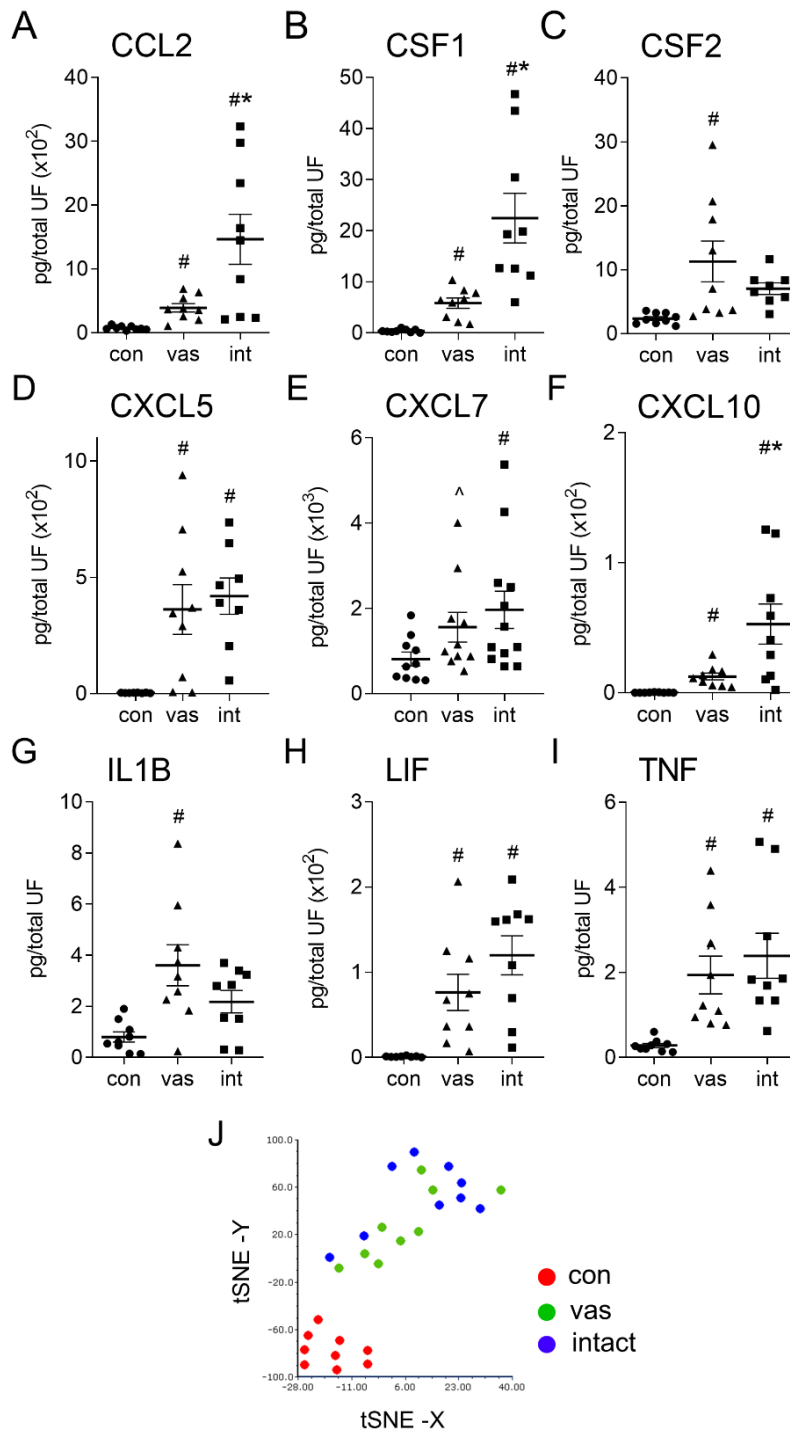 A
CCL2
pg/total UF (x10²)
40
30
20
10
0
#
#*
con vas int
B
CSF1
pg/total UF
50
40
30
20
10
0
#
#*
con vas int
C
CSF2
pg/total UF
40
30
20
10
0
#
con vas int
D
CXCL5
pg/total UF (x10²)
10
5
0
#
#
con vas int
E
CXCL7
pg/total UF (x10³)
6
4
2
0
^
#
con vas int
F
CXCL10
pg/total UF (x10²)
2
1
0
#
#*
con vas int
G
IL1B
pg/total UF
10
8
6
4
2
0
#
con vas int
H
LIF
pg/total UF (x10²)
3
2
1
0
#
#
con vas int
I
TNF
pg/total UF
6
4
2
0
#
#
con vas int
J
tSNE -Y
100.0
60.0
20.0
-20.0
-60.0
-100.0
-28.00 -11.00 6.00 23.00 40.00
tSNE -X
con
vas
intact